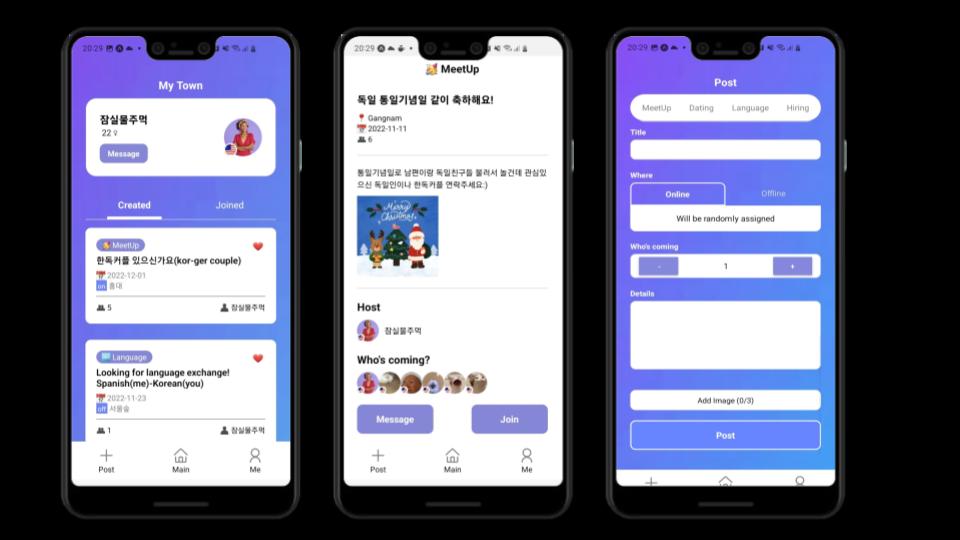 20:29
My Town
잠실물주먹
22 ♀
Message
Created
Joined
MeetUp
한독커플 있으신가요(kor-ger couple)
2022-12-01
on 홍대
5
잠실물주먹
Language
Looking for language exchange!
Spanish(me)-Korean(you)
2022-11-23
off 서울숲
1
잠실물주먹
Post
Main
Me
20:29
MeetUp
독일 통일기념일 같이 축하해요!
Gangnam
2022-11-11
6
통일기념일로 남편이랑 독일친구들 불러서 놀건데 관심있
으신 독일인이나 한독커플 연락주세요:)
Merry
Christmas
Host
잠실물주먹
Who's coming?
Message
Join
Post
Main
Me
20:29
Post
MeetUp
Dating
Language
Hiring
Title
Where
Online
Offline
Will be randomly assigned
Who's coming
-
1
+
Details
Add Image (0/3)
Post